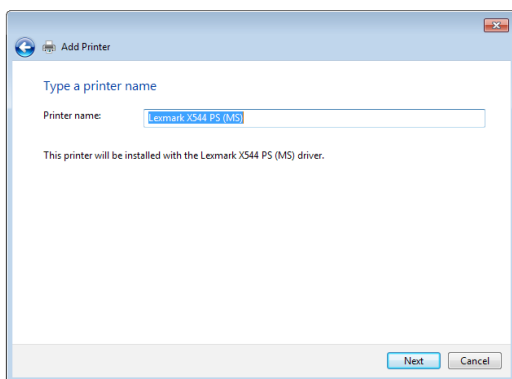 Add Printer
Type a printer name
Printer name: Lexmark X544 PS (MS)
This printer will be installed with the Lexmark X544 PS (MS) driver.
Next Cancel